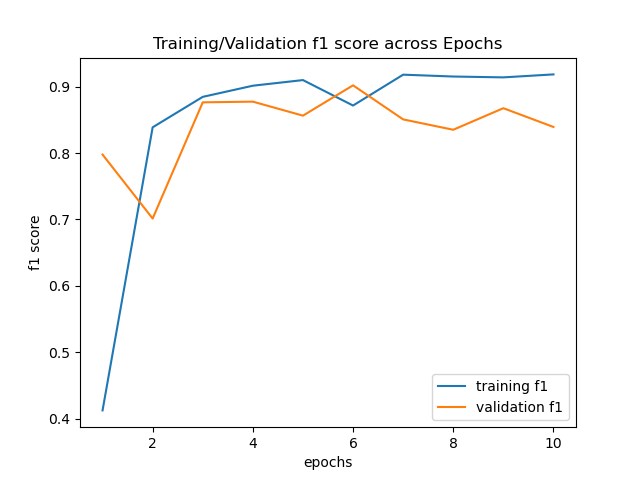 Training/Validation f1 score across Epochs
f1 score
0.9
0.8
0.7
0.6
0.5
0.4
training f1
validation f1
2
4
6
8
10
epochs